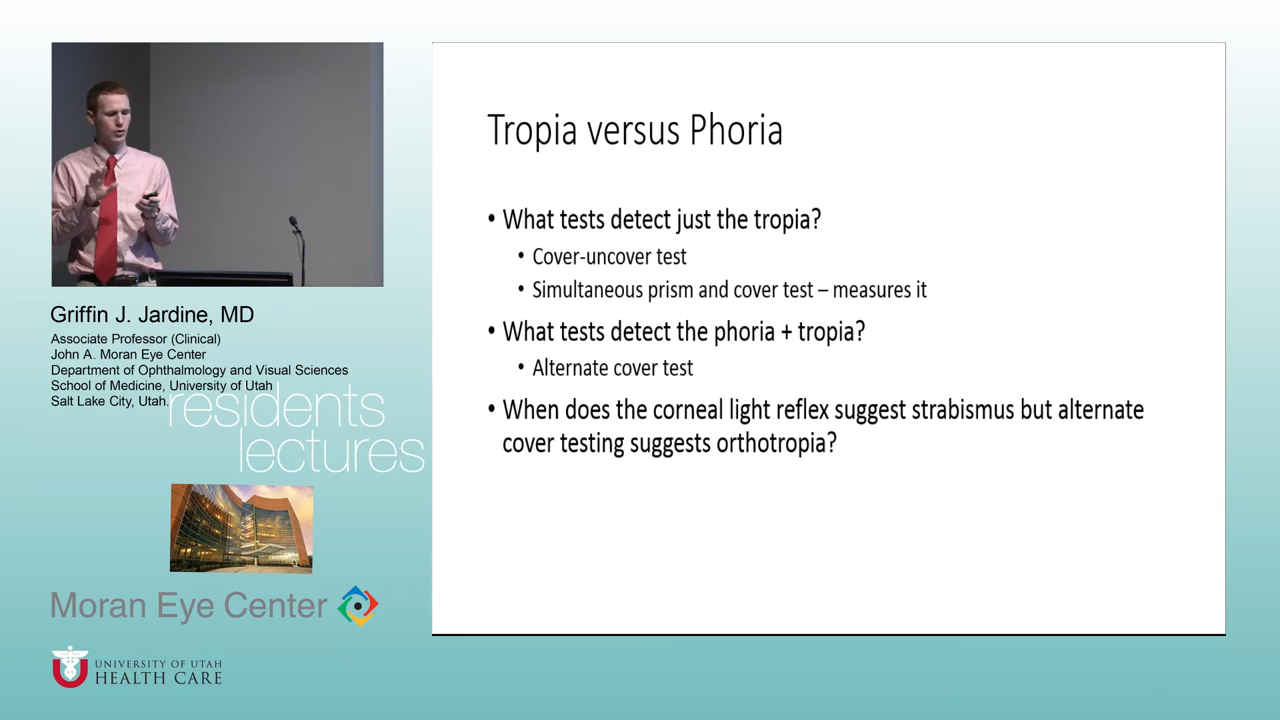 Tropia versus Phoria
• What tests detect just the tropia?
• Cover-uncover test
• Simultaneous prism and cover test – measures it
• What tests detect the phoria + tropia?
• Alternate cover test
• When does the corneal light reflex suggest strabismus but alternate
cover testing suggests orthotropia?
Griffin J. Jardine, MD
Associate Professor (Clinical)
John A. Moran Eye Center
Department of Ophthalmology and Visual Sciences
School of Medicine, University of Utah
Salt Lake City, Utah.
residents
lectures
Moran Eye Center
UNIVERSITY OF UTAH
HEALTH CARE